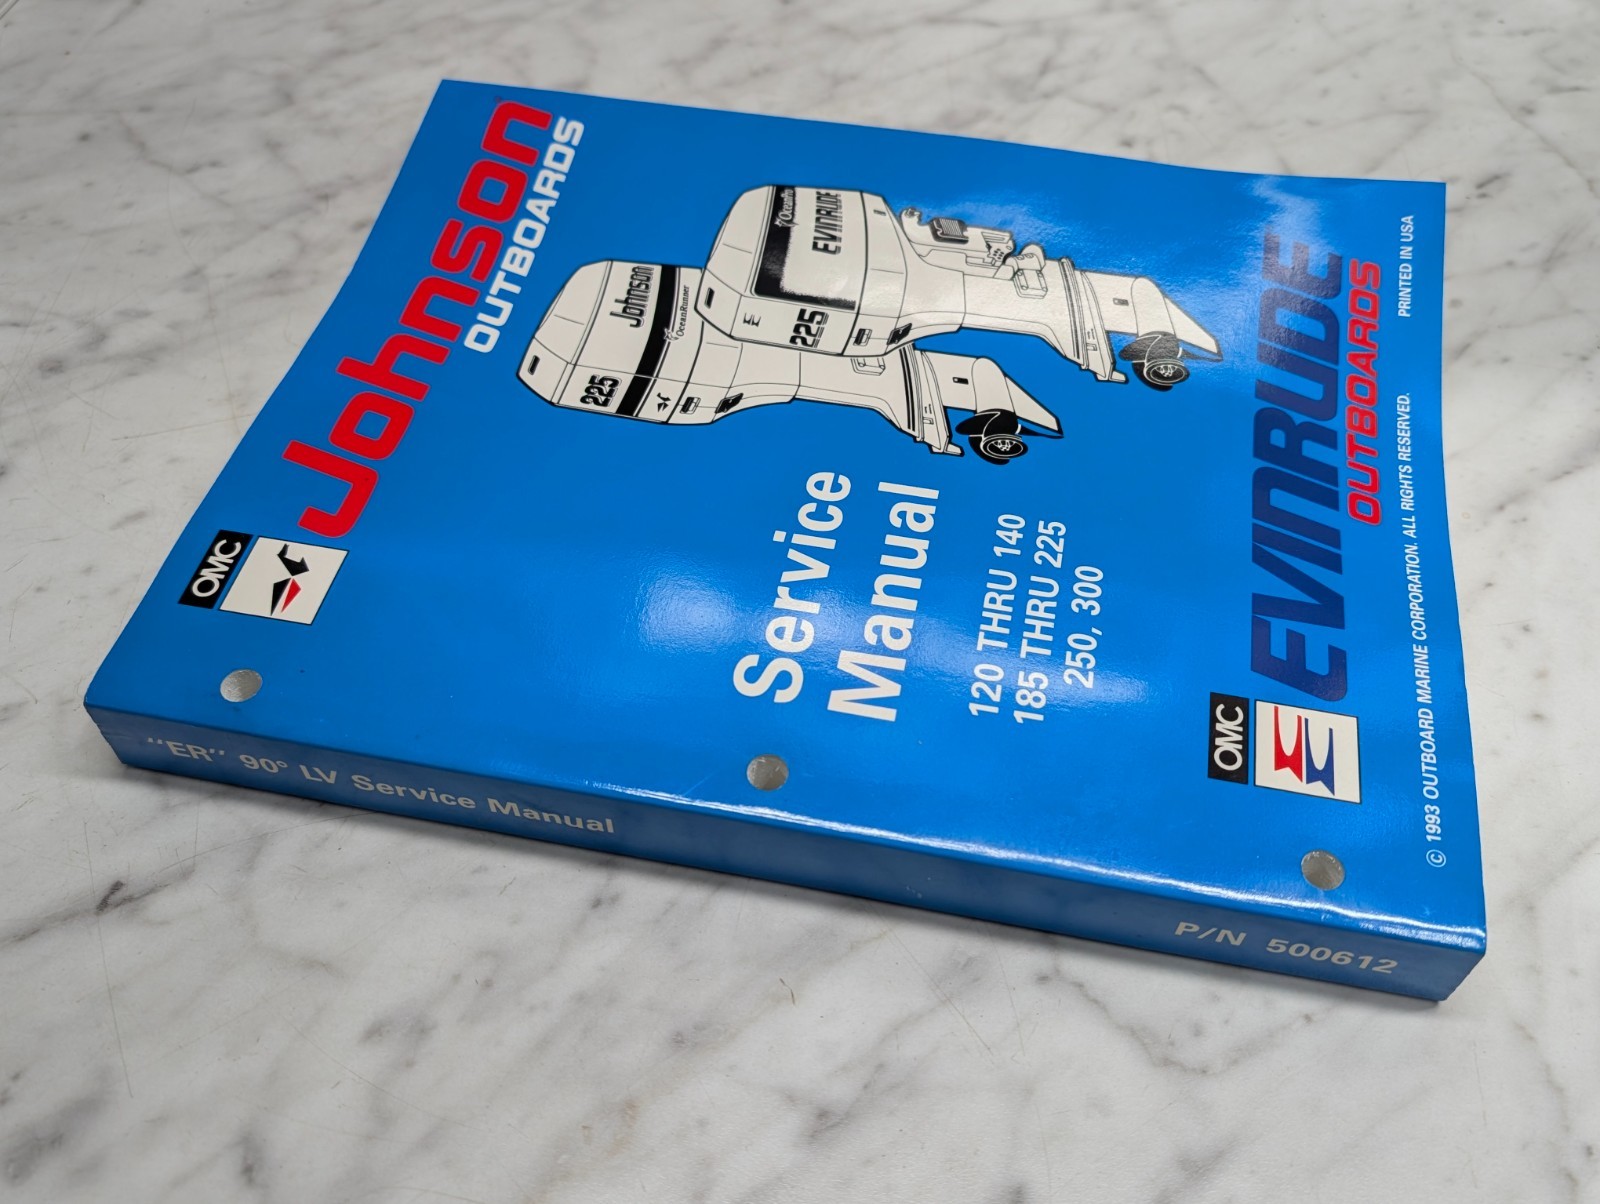 Johnson
OUTBOARDS
OMC
Johnson
OceanRunner
225
OceanPro
EVINRUDE
225
Service
Manual
120 THRU 140
185 THRU 225
250, 300
EVINRUDE
OUTBOARDS
OMC
© 1993 OUTBOARD MARINE CORPORATION. ALL RIGHTS RESERVED. PRINTED IN USA
"ER" 90° LV Service Manual
P/N 500612